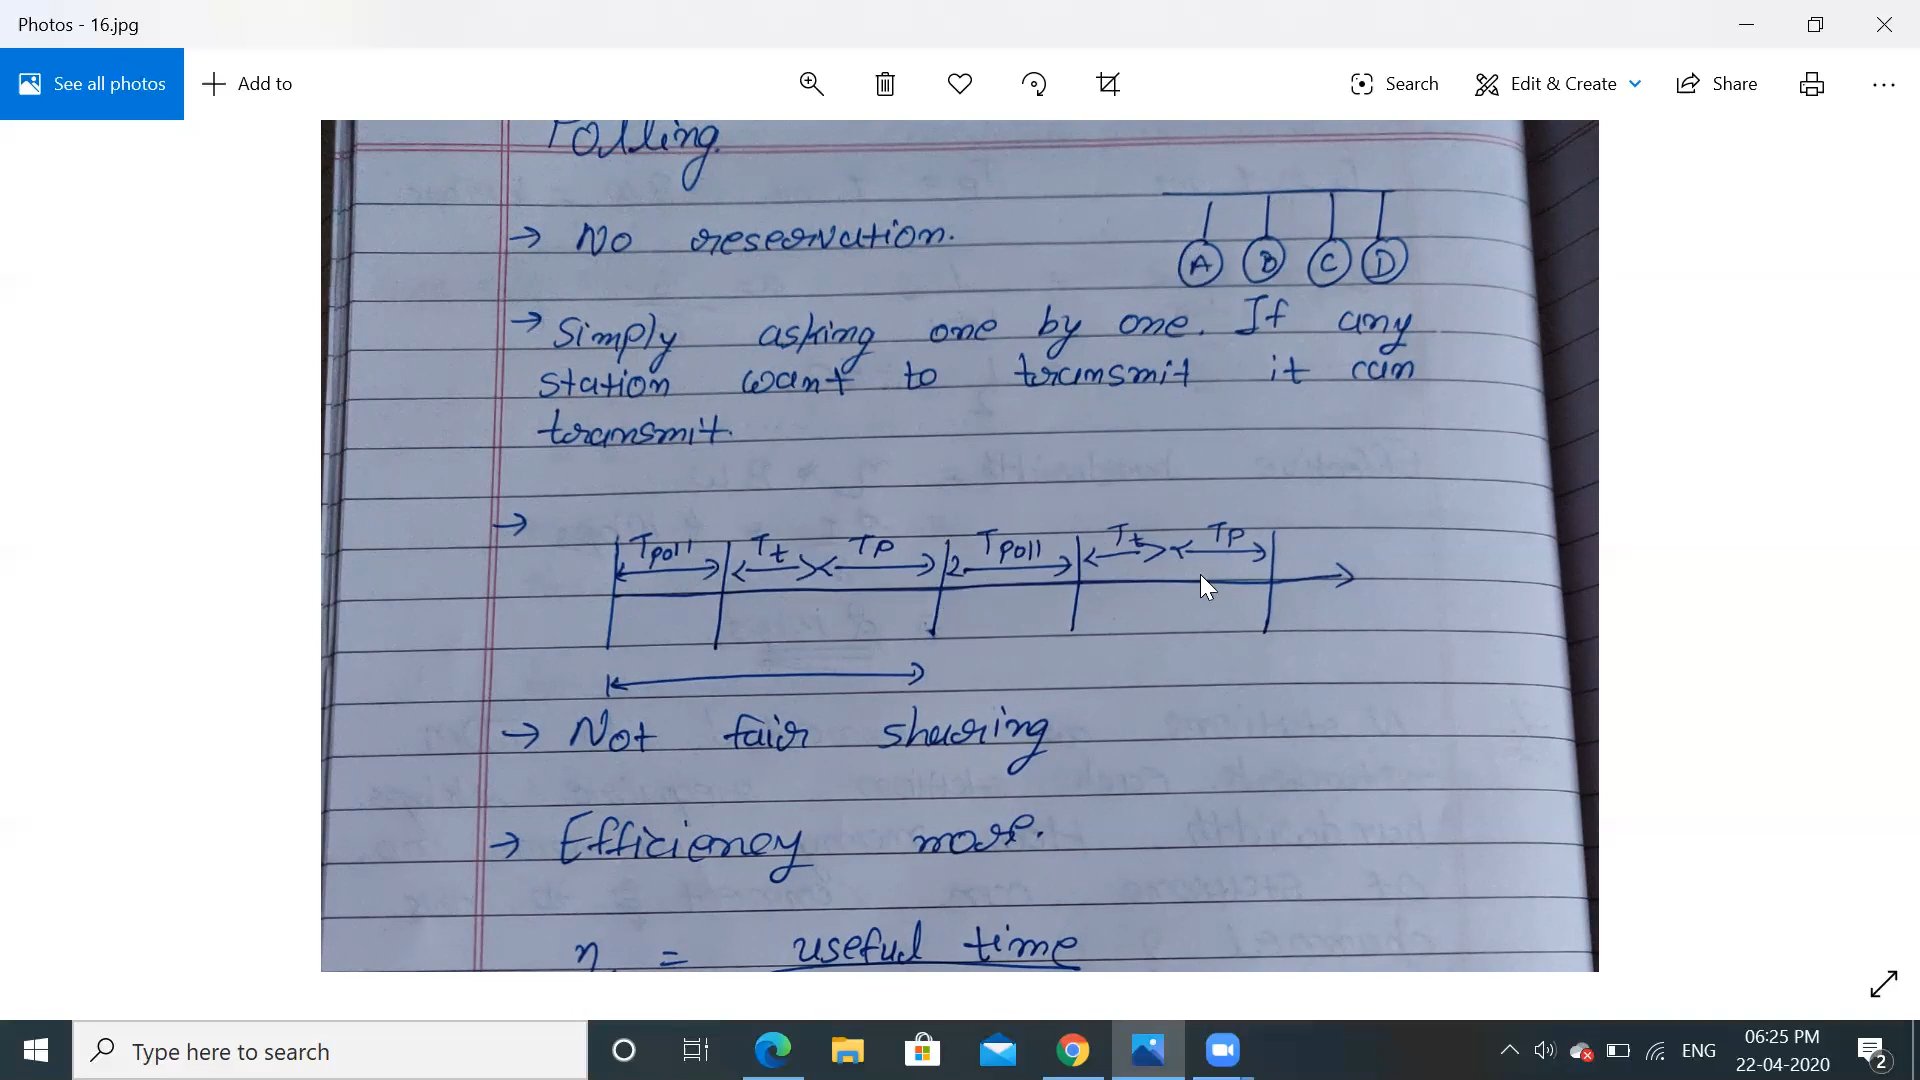 Photos - 16.jpg
See all photos
Add to
Search
Edit & Create
Share
Polling.
→ No reservation.
A B C D
→ Simply asking one by one. If any
station want to transmit it can
transmit.
→
Tpoll Tt TP Tpoll Tt TP
→ Not fair sharing
→ Efficiency more.
η = useful time
Type here to search
ENG
06:25 PM
22-04-2020
2